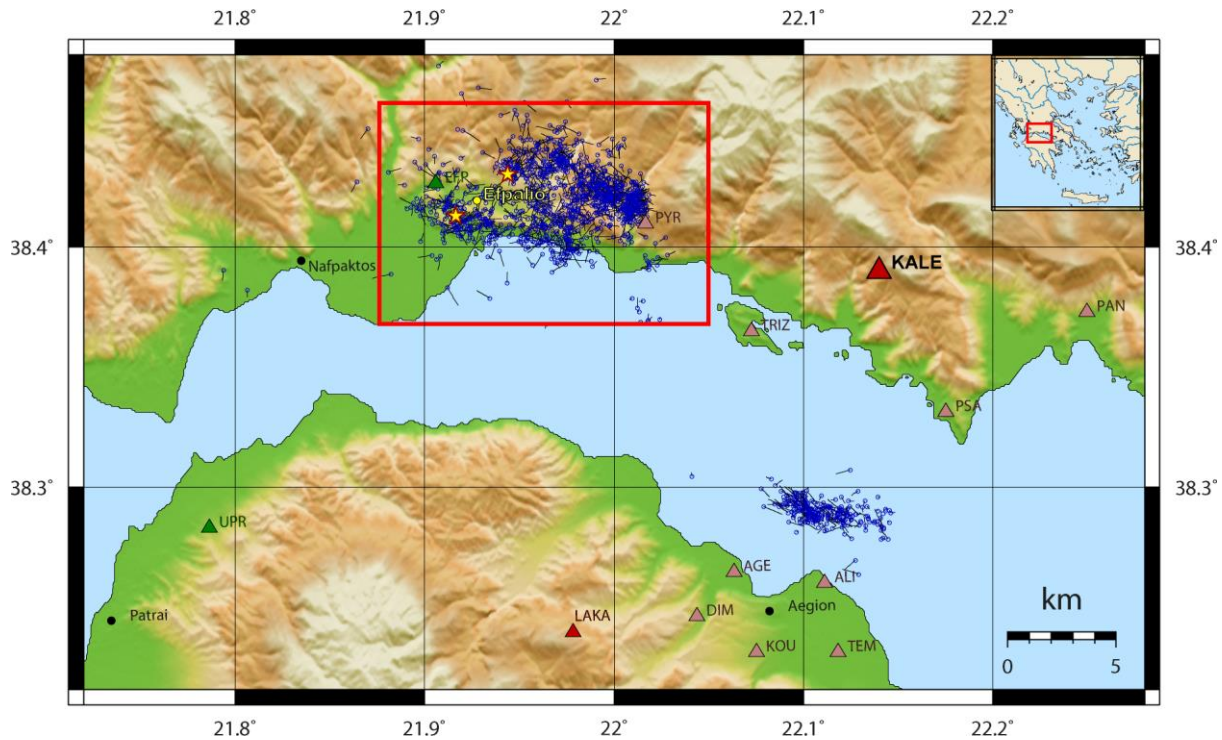 21.8˚ 21.9˚ 22˚ 22.1˚ 22.2˚
EFP
Efpalio
PYR
38.4˚ 38.4˚
Nafpaktos
KALE
PAN
TRIZ
PSA
38.3˚ 38.3˚
UPR
AGE
ALI
km
Patrai
LAKA
DIM
Aegion
KOU
TEM
0 5
21.8˚ 21.9˚ 22˚ 22.1˚ 22.2˚